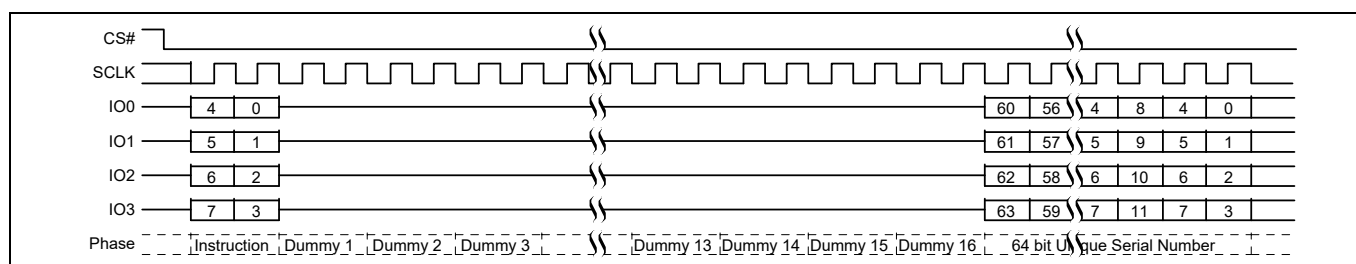 CS#
SCLK
IO0 4 0 60 56 4 8 4 0
IO1 5 1 61 57 5 9 5 1
IO2 6 2 62 58 6 10 6 2
IO3 7 3 63 59 7 11 7 3
Phase Instruction Dummy 1 Dummy 2 Dummy 3 Dummy 13 Dummy 14 Dummy 15 Dummy 16 64 bit Unique Serial Number